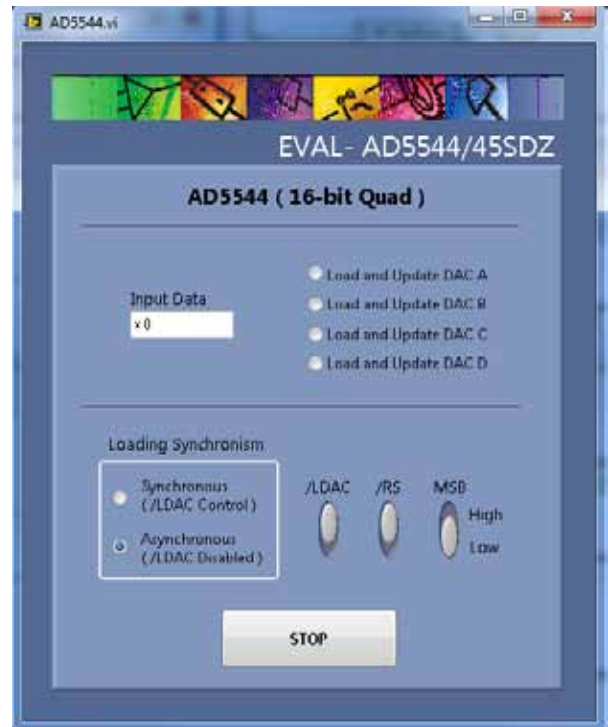 AD5544.vi
EVAL- AD5544/45SDZ
AD5544 ( 16-bit Quad )
Input Data
x 0
Load and Update DAC A
Load and Update DAC B
Load and Update DAC C
Load and Update DAC D
Loading Synchronism
Synchronous
( /LDAC Control )
Asynchronous
( /LDAC Disabled )
/LDAC
/RS
MSB
High
Low
STOP